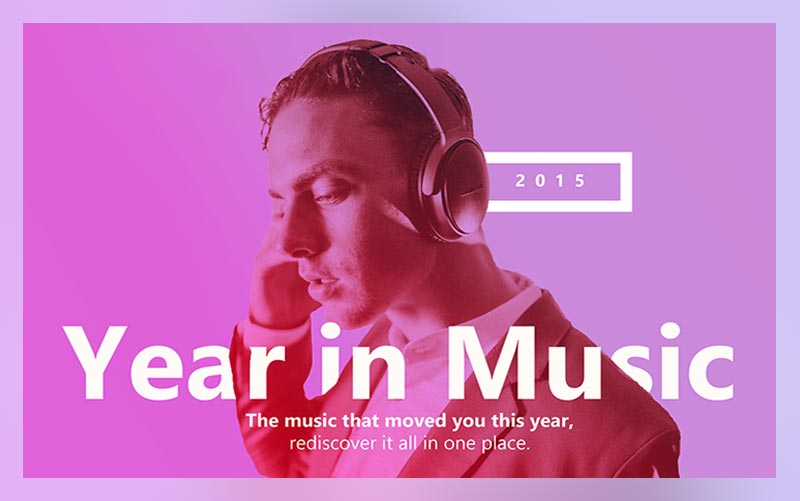 2015
Year in Music
The music that moved you this year,
rediscover it all in one place.